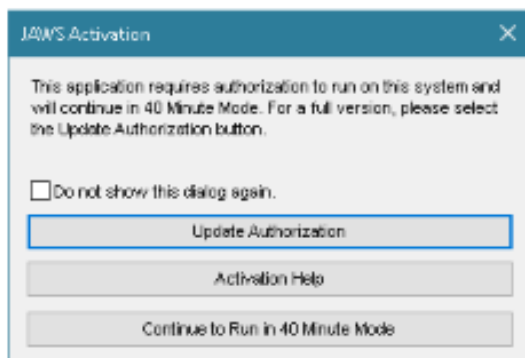 JAWS Activation
This application requires authorization to run on this system and
will continue in 40 Minute Mode. For a full version, please select
the Update Authorization button.
Do not show this dialog again.
Update Authorization
Activation Help
Continue to Run in 40 Minute Mode